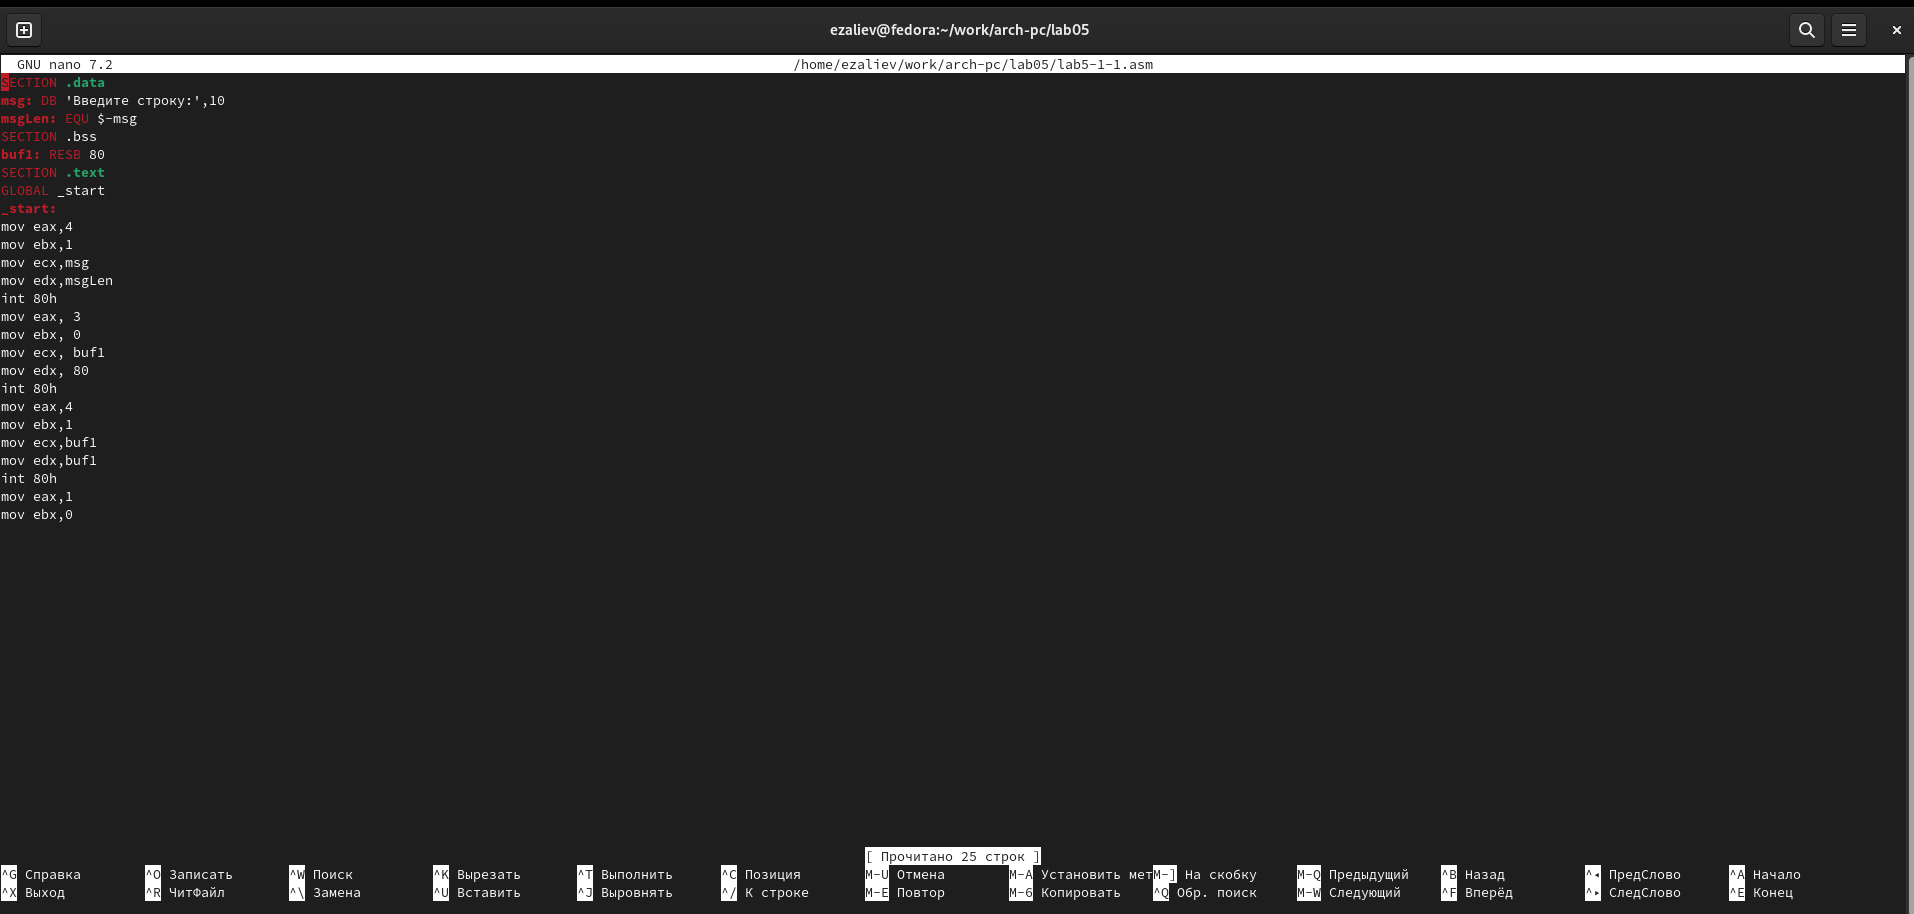 ezaliev@fedora:~/work/arch-pc/lab05
GNU nano 7.2 /home/ezaliev/work/arch-pc/lab05/lab5-1-1.asm
SECTION .data
msg: DB 'Введите строку:',10
msgLen: EQU $-msg
SECTION .bss
buf1: RESB 80
SECTION .text
GLOBAL _start
_start:
mov eax,4
mov ebx,1
mov ecx,msg
mov edx,msgLen
int 80h
mov eax, 3
mov ebx, 0
mov ecx, buf1
mov edx, 80
int 80h
mov eax,4
mov ebx,1
mov ecx,buf1
mov edx,buf1
int 80h
mov eax,1
mov ebx,0
[ Прочитано 25 строк ]
^G Справка ^O Записать ^W Поиск ^K Вырезать ^T Выполнить ^C Позиция M-U Отмена M-A Установить мет M-] На скобку M-Q Предыдущий ^B Назад ^◂ ПредСлово ^A Начало
^X Выход ^R ЧитФайл ^\ Замена ^U Вставить ^J Выровнять ^/ К строке M-E Повтор M-6 Копировать ^Q Обр. поиск M-W Следующий ^F Вперёд ^▸ СледСлово ^E Конец